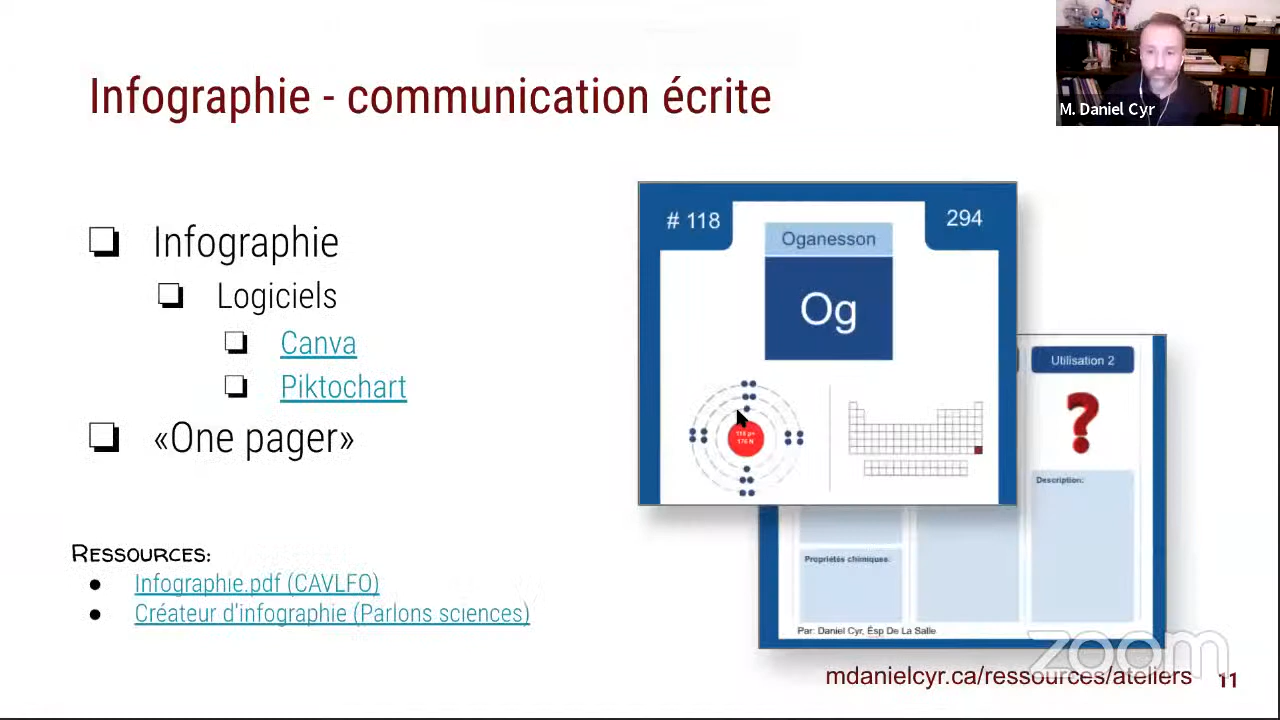 Infographie - communication écrite
M. Daniel Cyr
Infographie
Logiciels
Canva
Piktochart
«One pager»
Ressources:
Infographie.pdf (CAVLFO)
Créateur d'infographie (Parlons sciences)
# 118
294
Oganesson
Og
Utilisation 2
?
Description:
Propriétés chimiques:
Par: Daniel Cyr, Ésp De La Salle
zoom
mdanielcyr.ca/ressources/ateliers
11